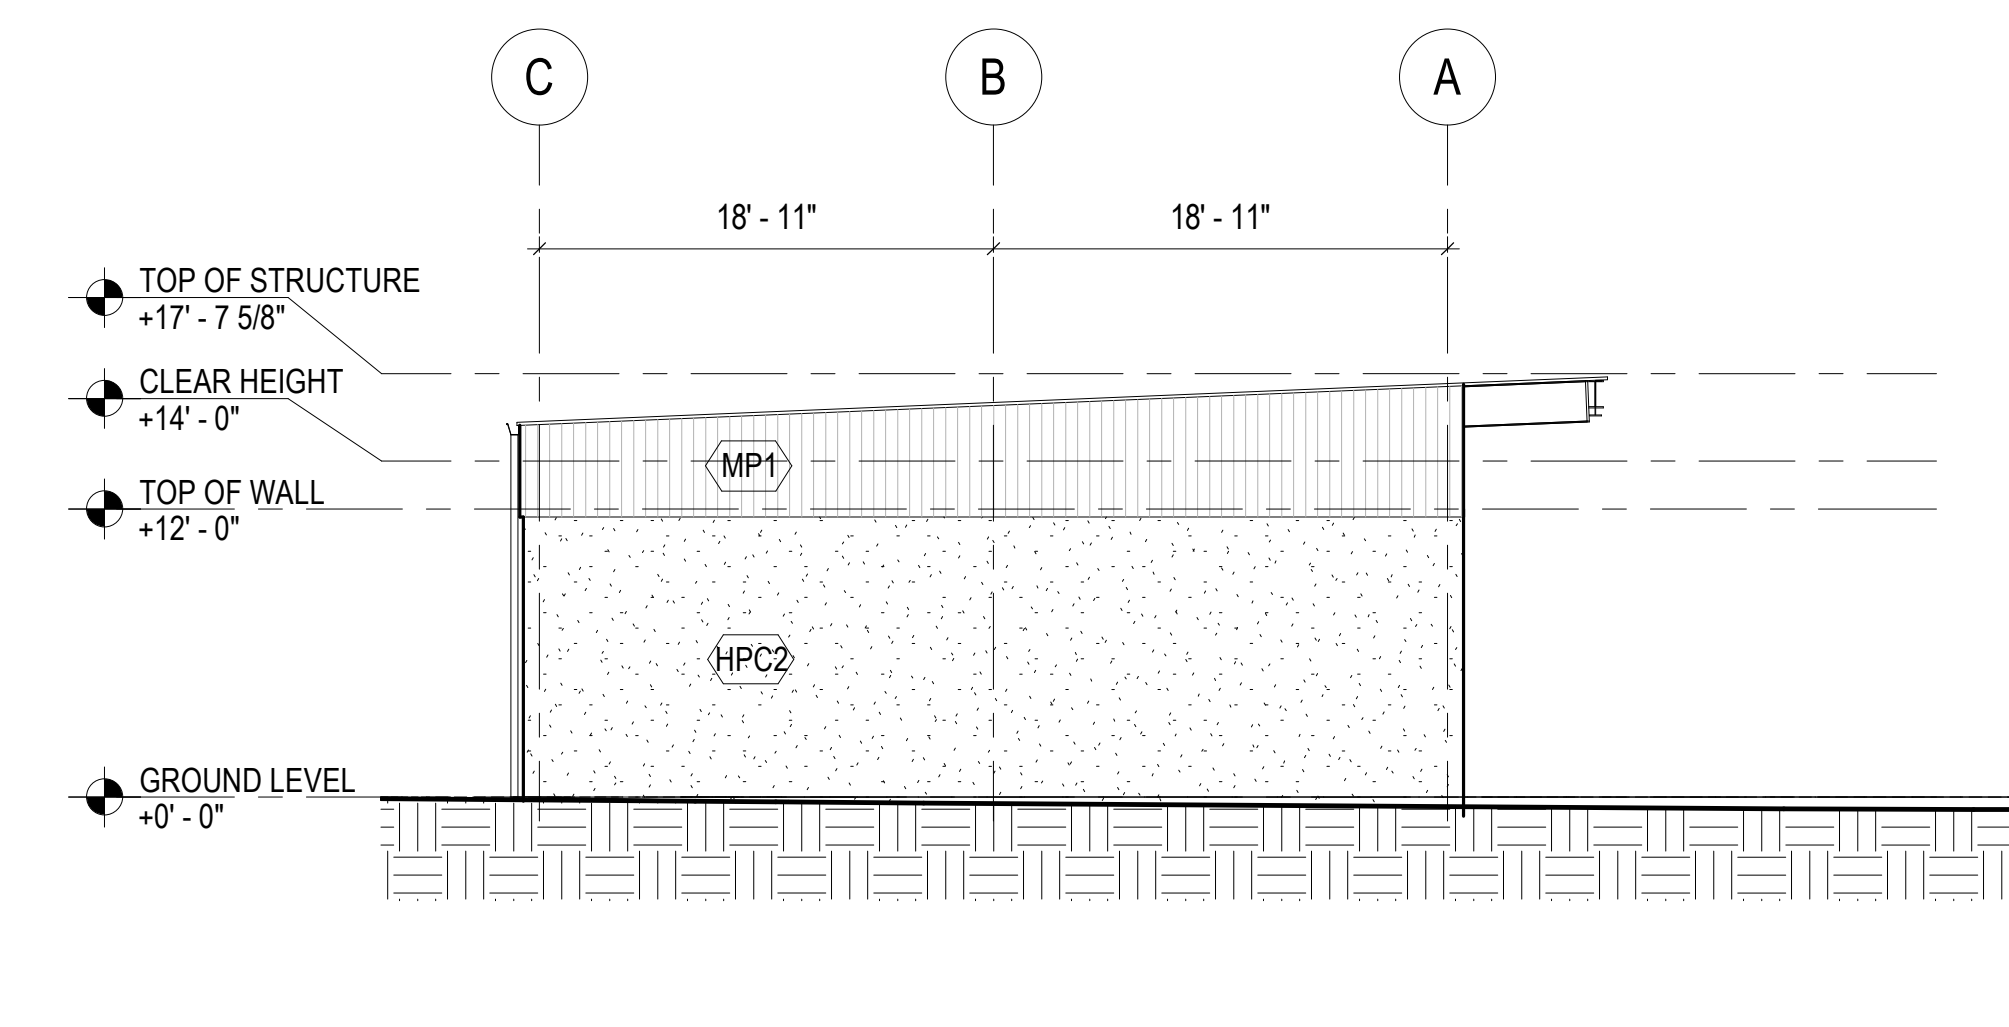 C
B
A
18' - 11"
18' - 11"
TOP OF STRUCTURE
+17' - 7 5/8"
CLEAR HEIGHT
+14' - 0"
MP1
TOP OF WALL
+12' - 0"
HPC2
GROUND LEVEL
+0' - 0"